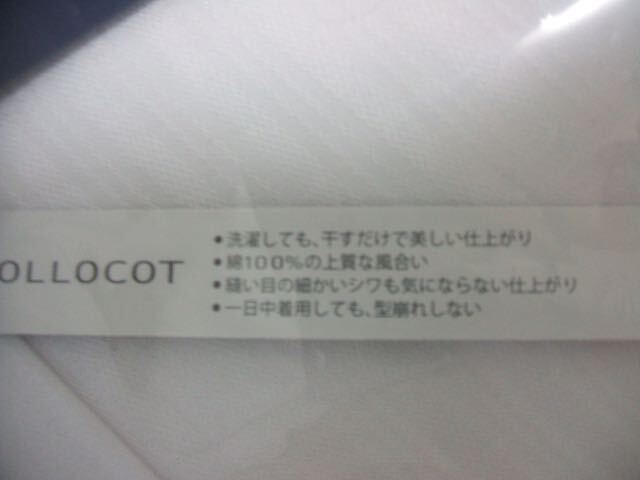 OLLOCOT
•洗濯しても、干すだけで美しい仕上がり
•綿100%の上質な風合い
•縫い目の細かいシワも気にならない仕上がり
•一日中着用しても、型崩れしない